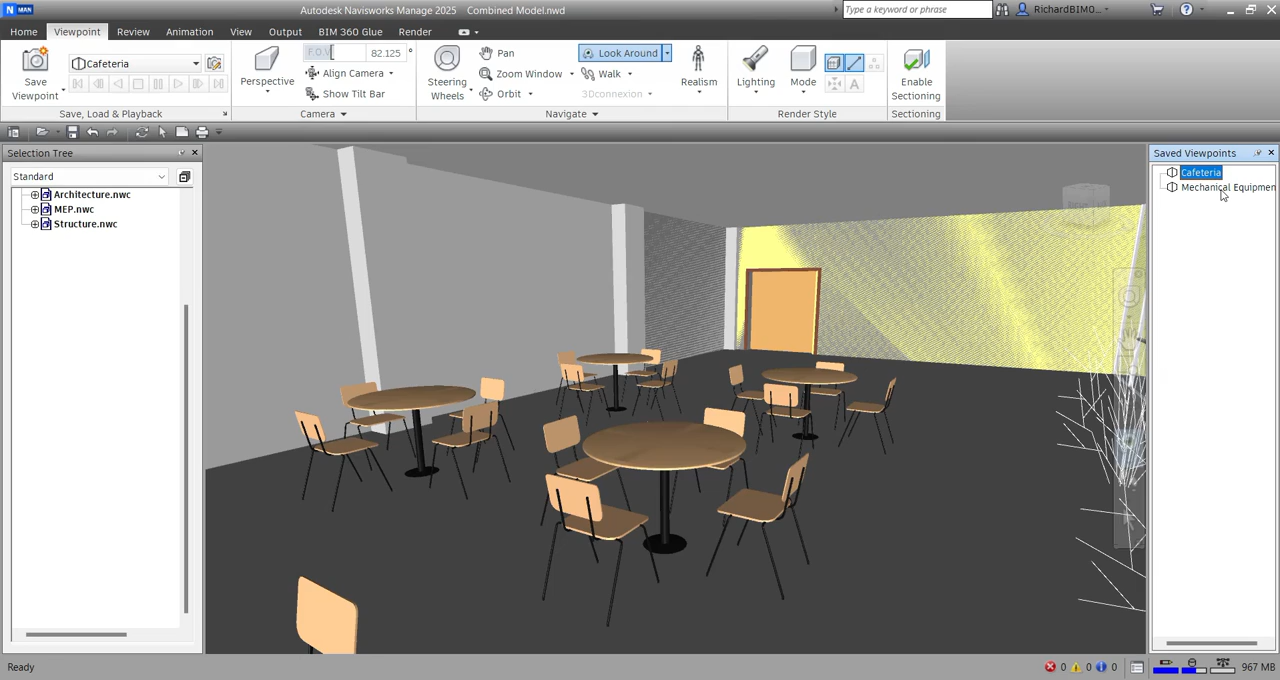 N MAN
Autodesk Navisworks Manage 2025 Combined Model.nwd
Type a keyword or phrase
RichardBIMO...
Home Viewpoint Review Animation View Output BIM 360 Glue Render
Save Viewpoint
Cafeteria
Save, Load & Playback
Perspective
F.O.V. 82.125 °
Align Camera
Show Tilt Bar
Camera
Steering Wheels
Pan
Zoom Window
Orbit
Look Around
Walk
3Dconnexion
Realism
Navigate
Lighting
Mode
A
Render Style
Enable Sectioning
Sectioning
Selection Tree
Standard
Architecture.nwc
MEP.nwc
Structure.nwc
Saved Viewpoints
Cafeteria
Mechanical Equipmen
Ready
0 0 0 967 MB